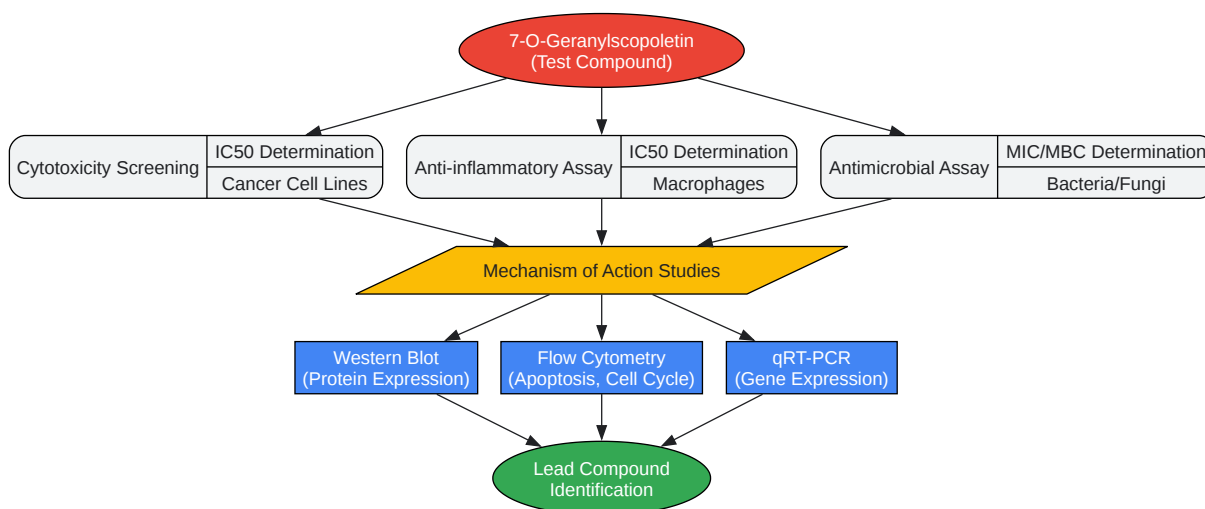 7-O-Geranylscopoletin
(Test Compound)
Cytotoxicity Screening
IC50 Determination
Cancer Cell Lines
Anti-inflammatory Assay
IC50 Determination
Macrophages
Antimicrobial Assay
MIC/MBC Determination
Bacteria/Fungi
Mechanism of Action Studies
Western Blot
(Protein Expression)
Flow Cytometry
(Apoptosis, Cell Cycle)
qRT-PCR
(Gene Expression)
Lead Compound
Identification